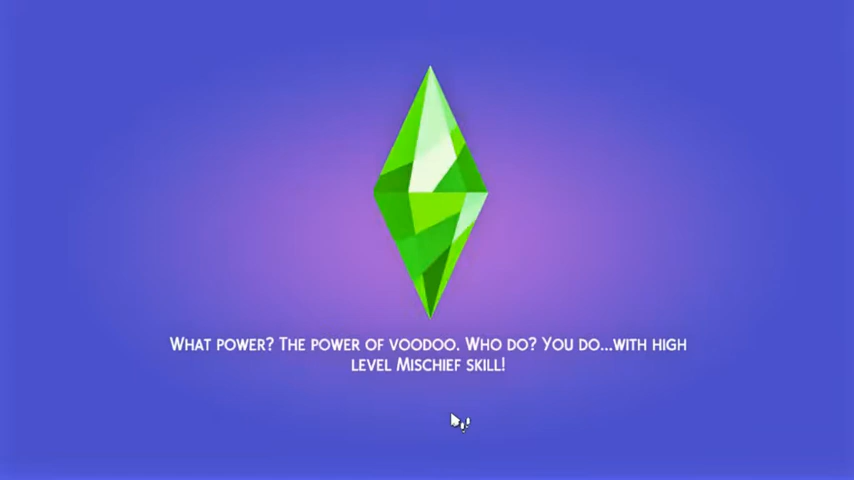 What power? The power of voodoo. Who do? You do...with high
level Mischief skill!